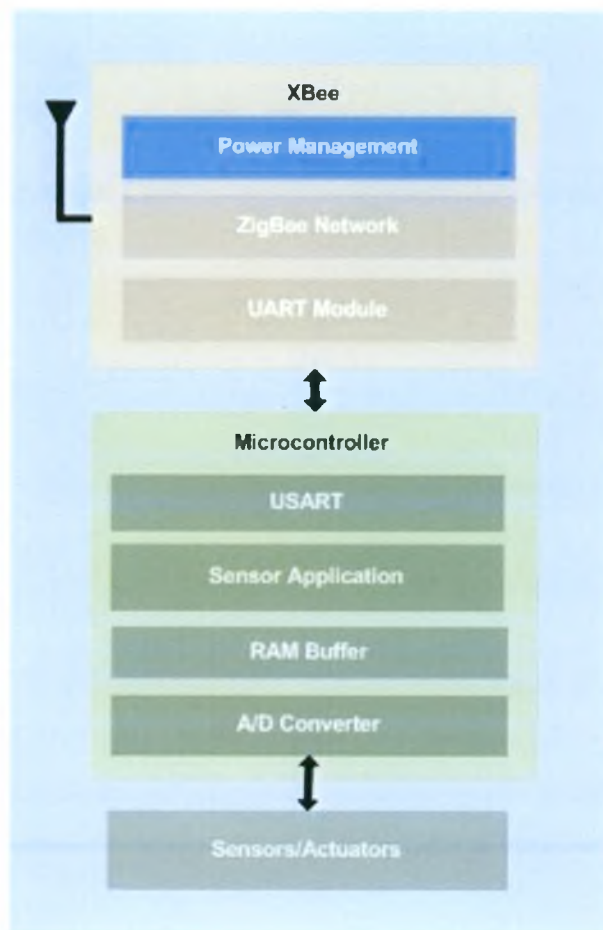 XBee
Power Management
ZigBee Network
UART Module
Microcontroller
USART
Sensor Application
RAM Buffer
A/D Converter
Sensors/Actuators